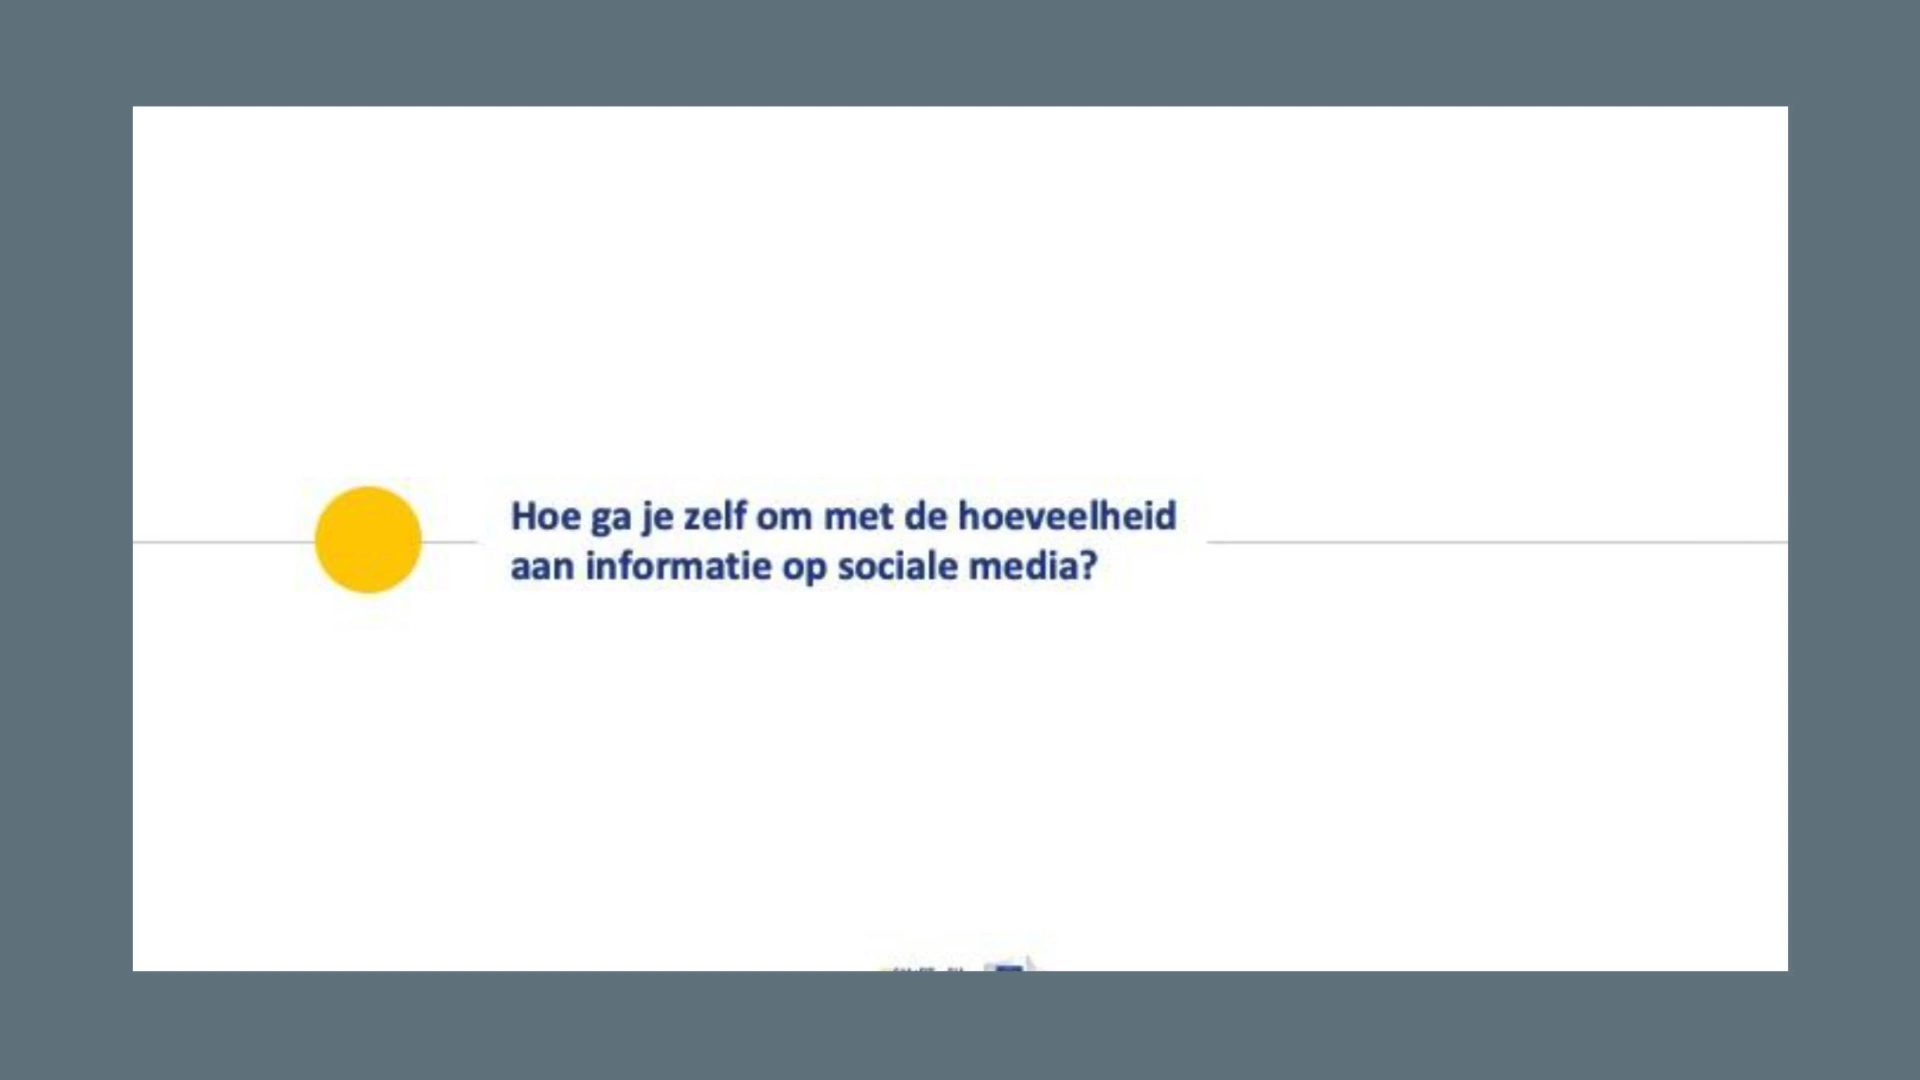 Hoe ga je zelf om met de hoeveelheid
aan informatie op sociale media?